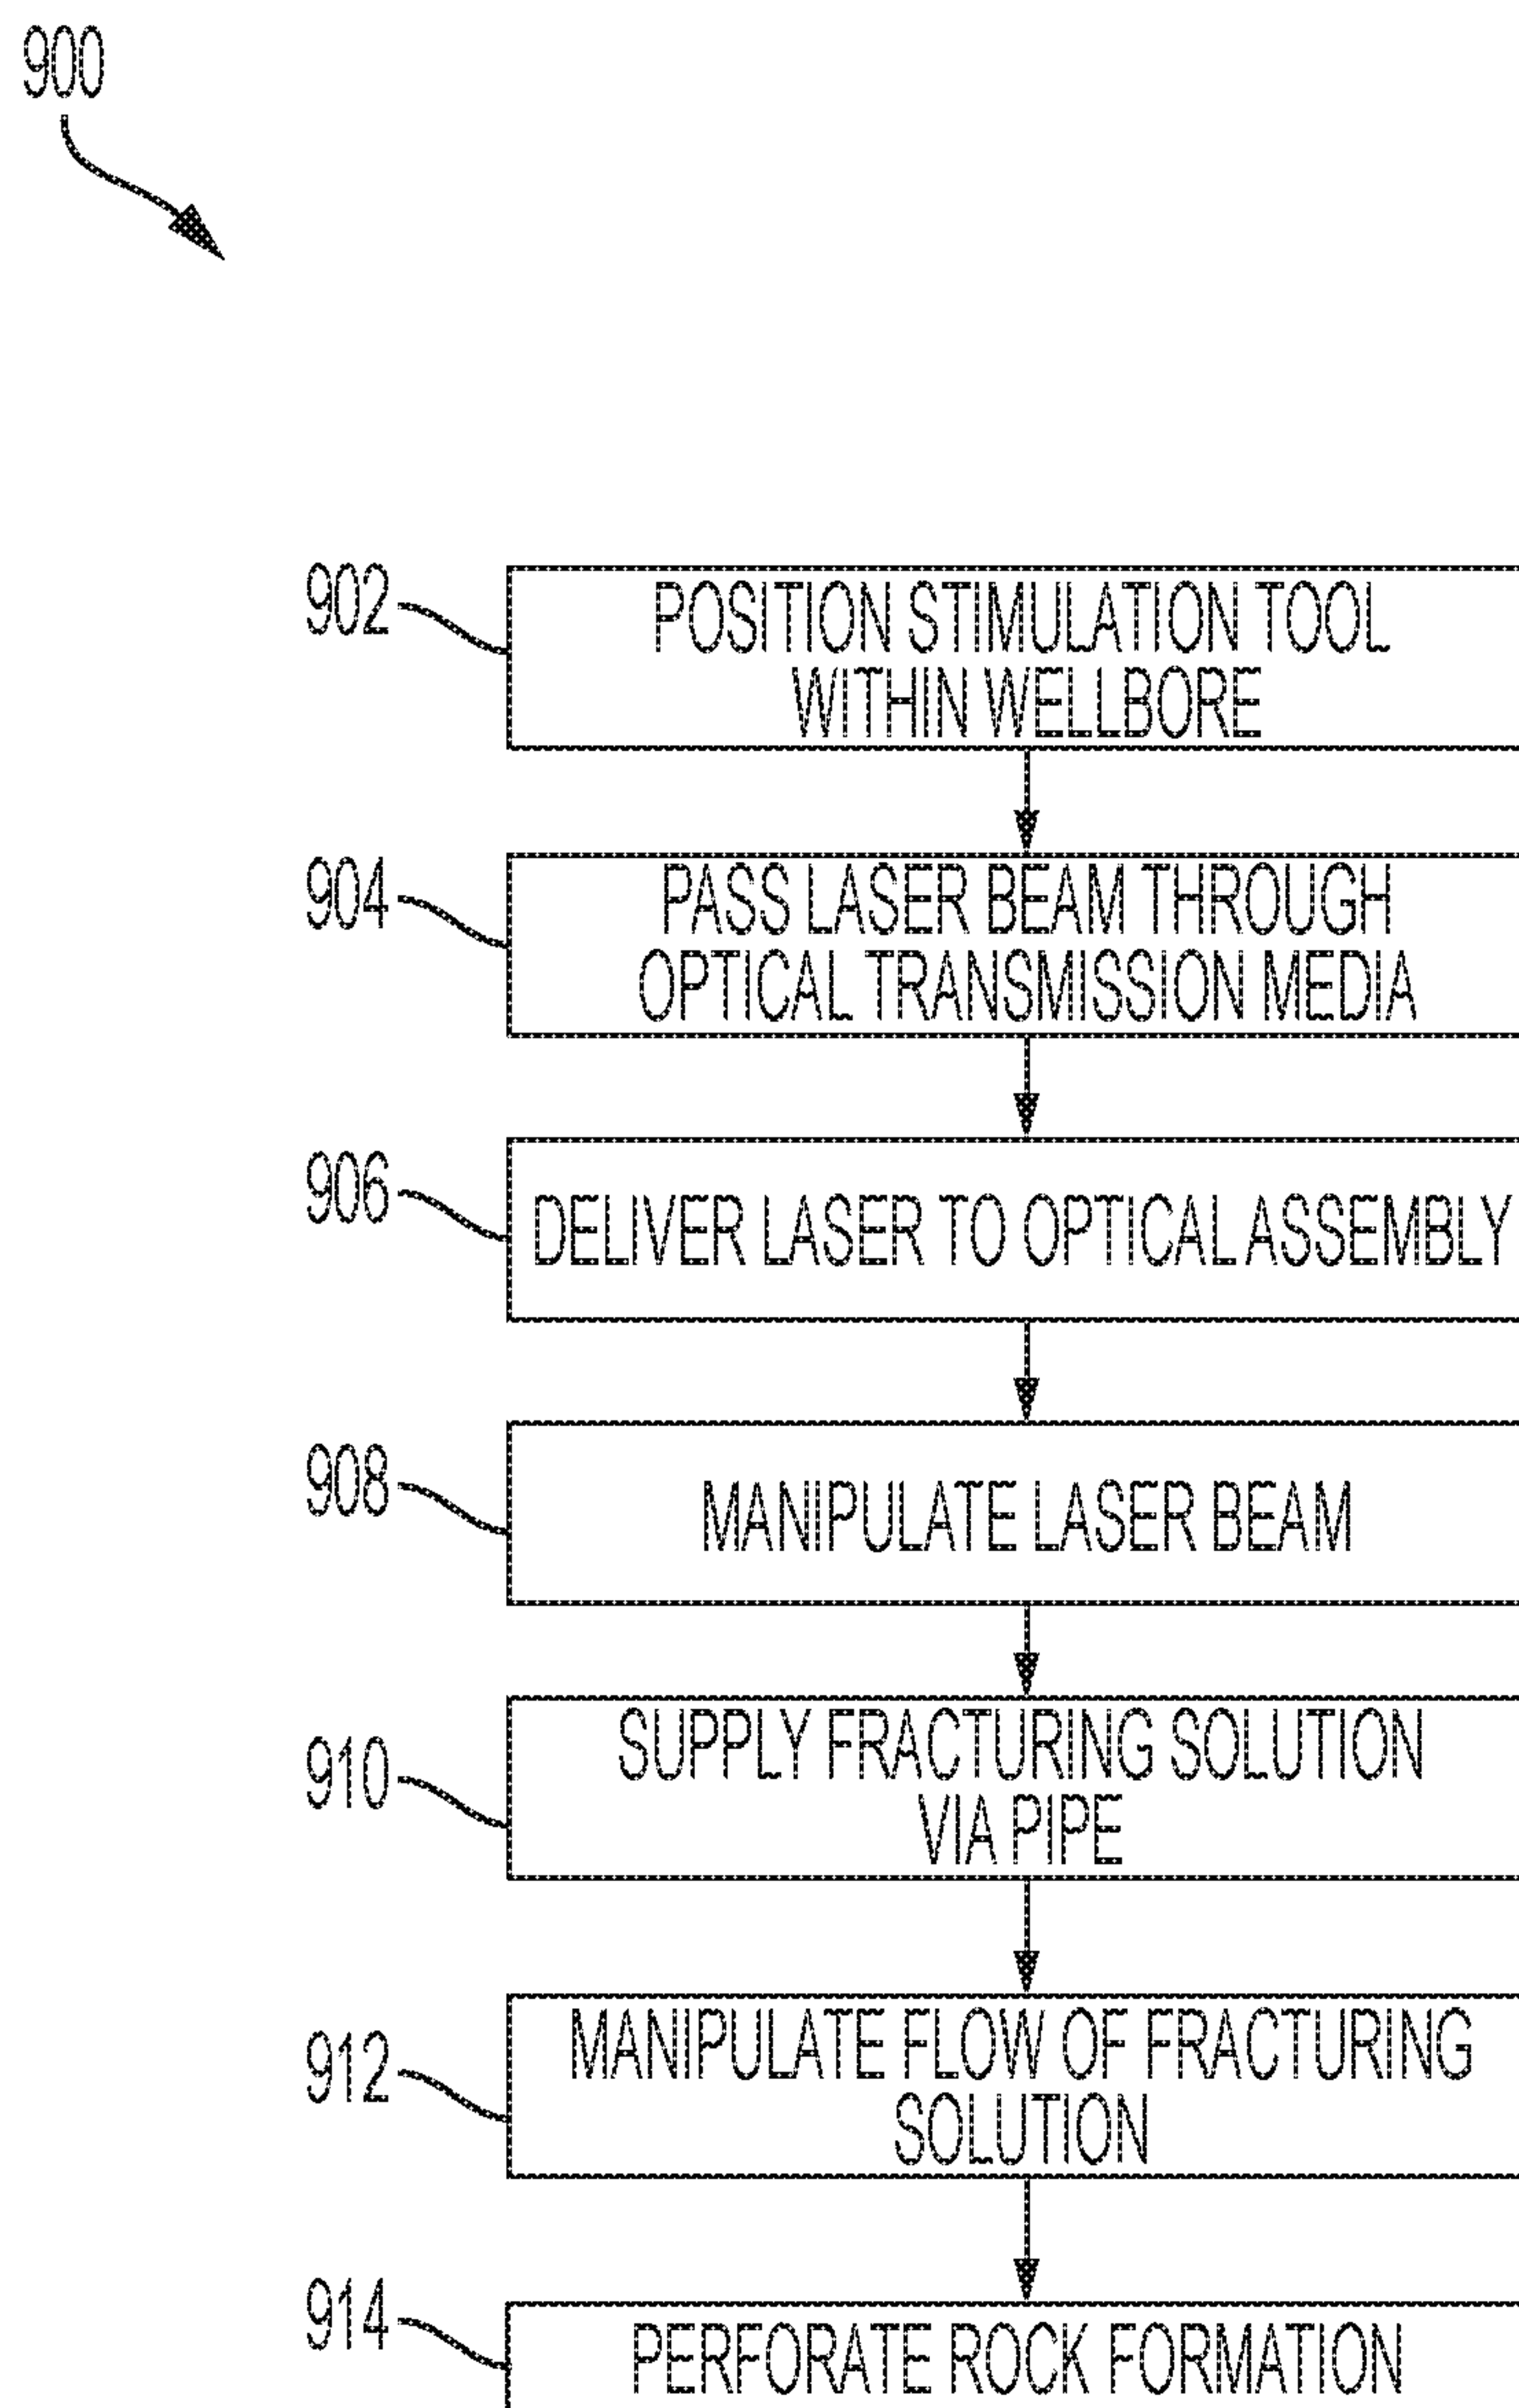 900
902
POSITION STIMULATION TOOL
WITHIN WELLBORE
904
PASS LASER BEAM THROUGH
OPTICAL TRANSMISSION MEDIA
906
DELIVER LASER TO OPTICAL ASSEMBLY
908
MANIPULATE LASER BEAM
910
SUPPLY FRACTURING SOLUTION
VIA PIPE
912
MANIPULATE FLOW OF FRACTURING
SOLUTION
914
PERFORATE ROCK FORMATION